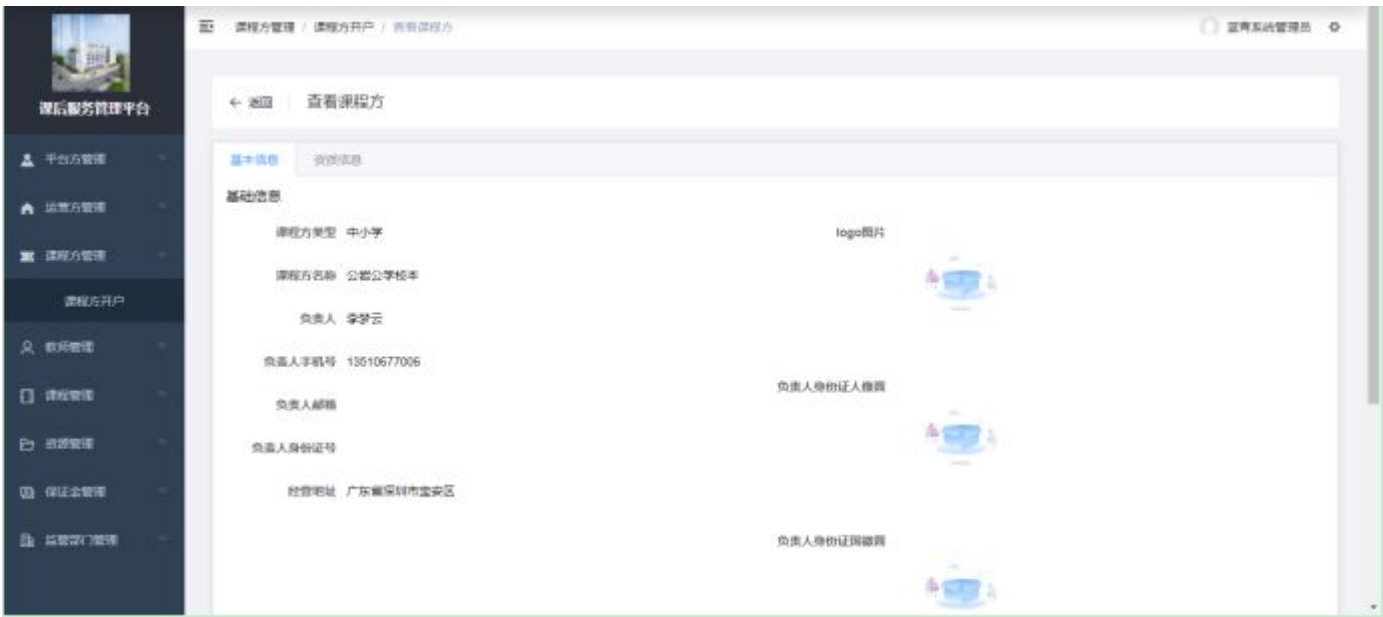 课程方管理 / 课程方开户 / 查看课程方
蓝青系统管理员
课后服务管理平台
← 返回
查看课程方
平台方管理
运营方管理
课程方管理
课程方开户
教师管理
课程管理
资源管理
保证金管理
监管部门管理
基本信息
资质信息
基础信息
课程方类型 中小学
logo图片
课程方名称 公岩公学校本
负责人 李梦云
负责人手机号 13510677006
负责人身份证人像面
负责人邮箱
负责人身份证号
经营地址 广东省深圳市宝安区
负责人身份证国徽面